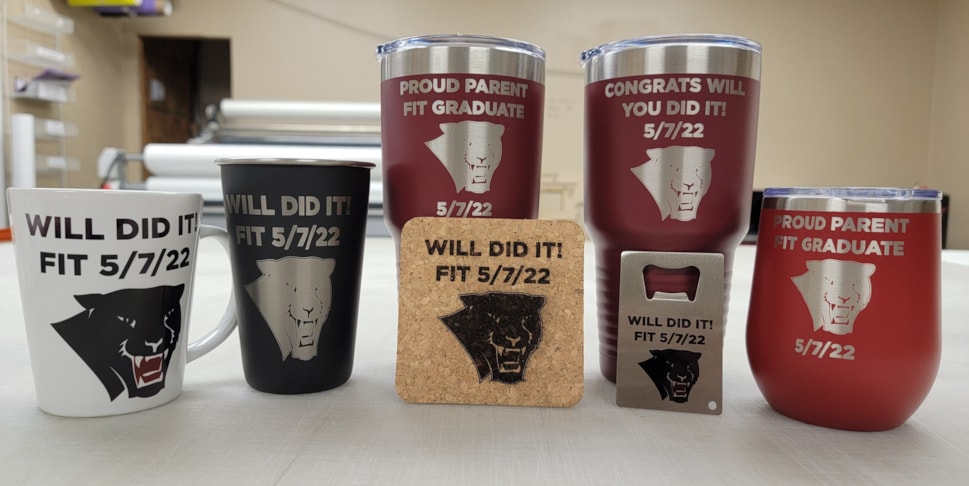 WILL DID IT!
FIT 5/7/22
WILL DID IT!
FIT 5/7/22
PROUD PARENT
FIT GRADUATE
5/7/22
WILL DID IT!
FIT 5/7/22
CONGRATS WILL
YOU DID IT!
5/7/22
WILL DID IT!
FIT 5/7/22
PROUD PARENT
FIT GRADUATE
5/7/22